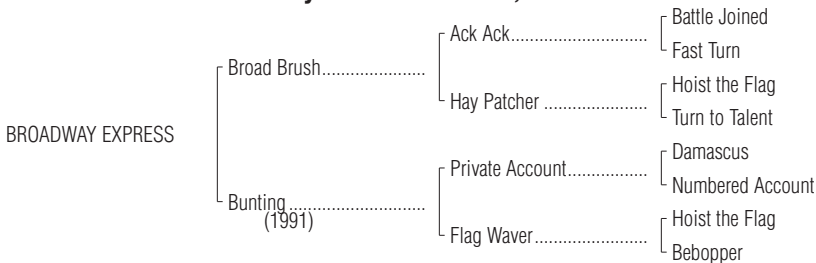 Battle Joined
Ack Ack......................
Fast Turn
Broad Brush......................
Hoist the Flag
Hay Patcher ......................
Turn to Talent
BROADWAY EXPRESS
Damascus
Private Account.................
Numbered Account
Bunting ...........................
(1991)
Hoist the Flag
Flag Waver.......................
Bebopper